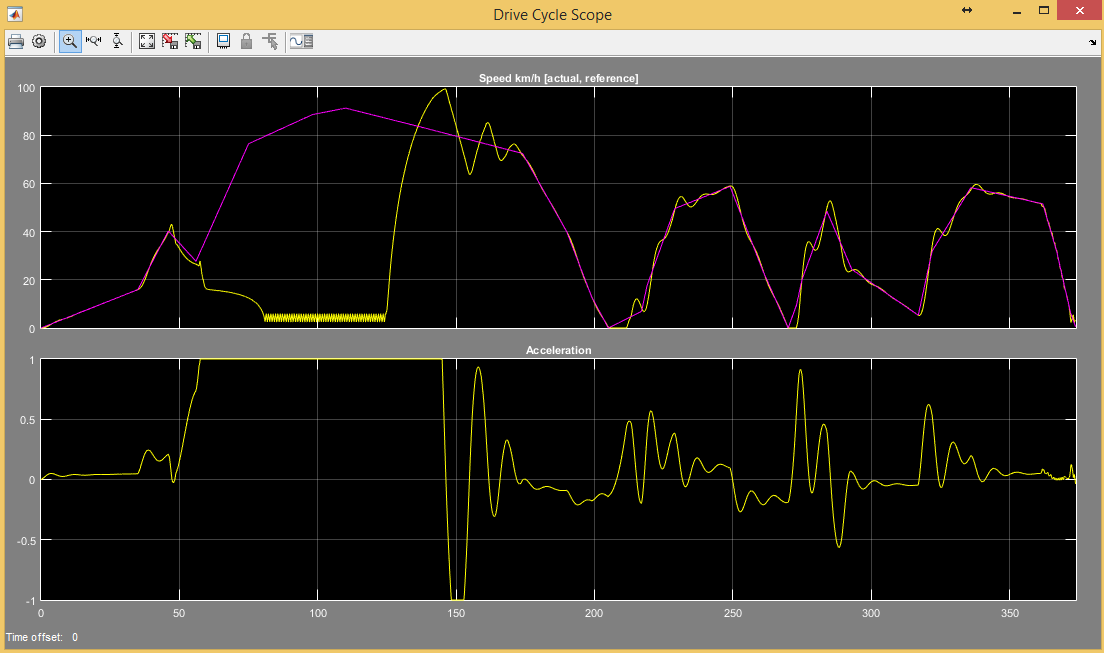 Drive Cycle Scope
Speed km/h [actual, reference]
100
80
60
40
20
0
Acceleration
1
0.5
0
-0.5
-1
0 50 100 150 200 250 300 350
Time offset: 0